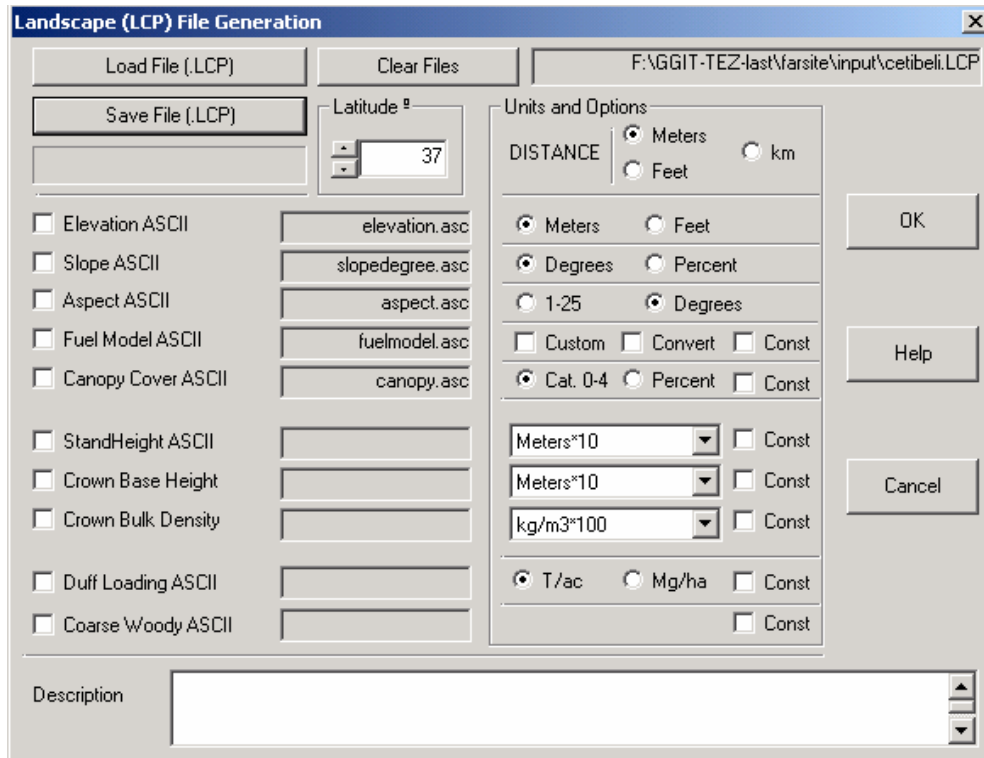 Landscape (LCP) File Generation
Load File (.LCP) Clear Files F:\GGIT-TEZ-last\farsite\input\cetibeli.LCP
Save File (.LCP) Latitude º 37 Units and Options
DISTANCE Meters km
Feet
Elevation ASCII elevation.asc Meters Feet OK
Slope ASCII slopedegree.asc Degrees Percent
Aspect ASCII aspect.asc 1-25 Degrees
Fuel Model ASCII fuelmodel.asc Custom Convert Const Help
Canopy Cover ASCII canopy.asc Cat. 0-4 Percent Const
StandHeight ASCII Meters*10 Const
Crown Base Height Meters*10 Const Cancel
Crown Bulk Density kg/m3*100 Const
Duff Loading ASCII T/ac Mg/ha Const
Coarse Woody ASCII Const
Description